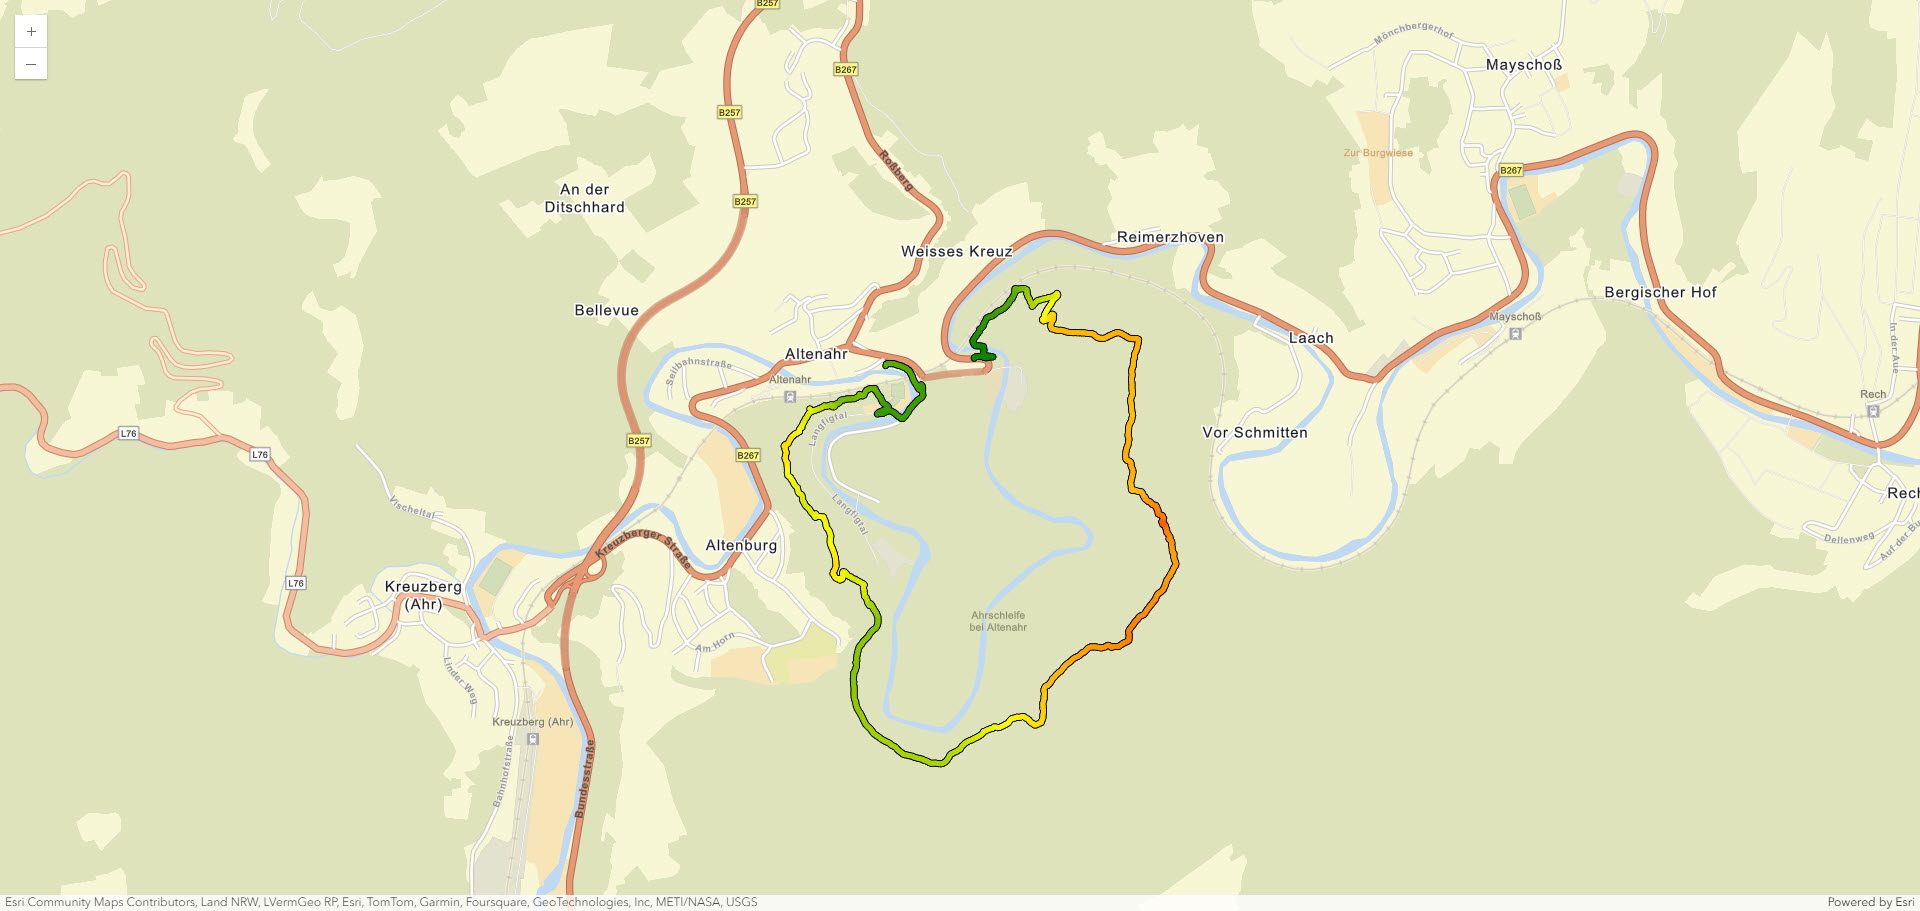 B257
+
Mönchbergerhof
−
Mayschoß
B267
B257
Roßberg
Zur Burgwiese
B267
An der
Ditschhard
B257
Reimerzhoven
Weisses Kreuz
Bergischer Hof
Bellevue
Mayschoß
In der Aue
Laach
Altenahr
Seilbahnstraße
Altenahr
Rech
Langfigtal
L76
Vor Schmitten
B257
L76
B267
Rech
Vischeltal
Langfigtal
Dellenweg
Auf der Bu
Kreuzberger Straße
Altenburg
L76
Kreuzberg
(Ahr)
Ahrschleife
bei Altenahr
Am Horn
Linder Weg
Kreuzberg (Ahr)
Bahnhofstraße
Bundesstraße
Esri Community Maps Contributors, Land NRW, LVermGeo RP, Esri, TomTom, Garmin, Foursquare, GeoTechnologies, Inc, METI/NASA, USGS
Powered by Esri